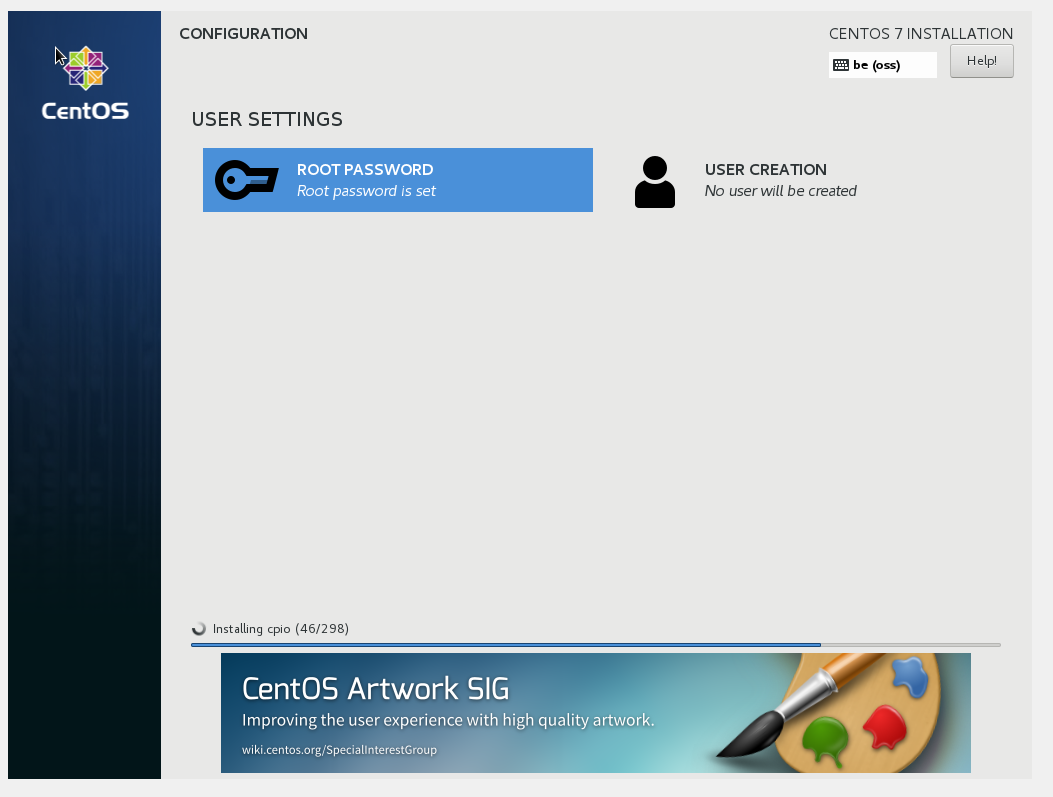 CentOS
CONFIGURATION
CENTOS 7 INSTALLATION
be (oss)
Help!
USER SETTINGS
ROOT PASSWORD
Root password is set
USER CREATION
No user will be created
Installing cpio (46/298)
CentOS Artwork SIG
Improving the user experience with high quality artwork.
wiki.centos.org/SpecialInterestGroup